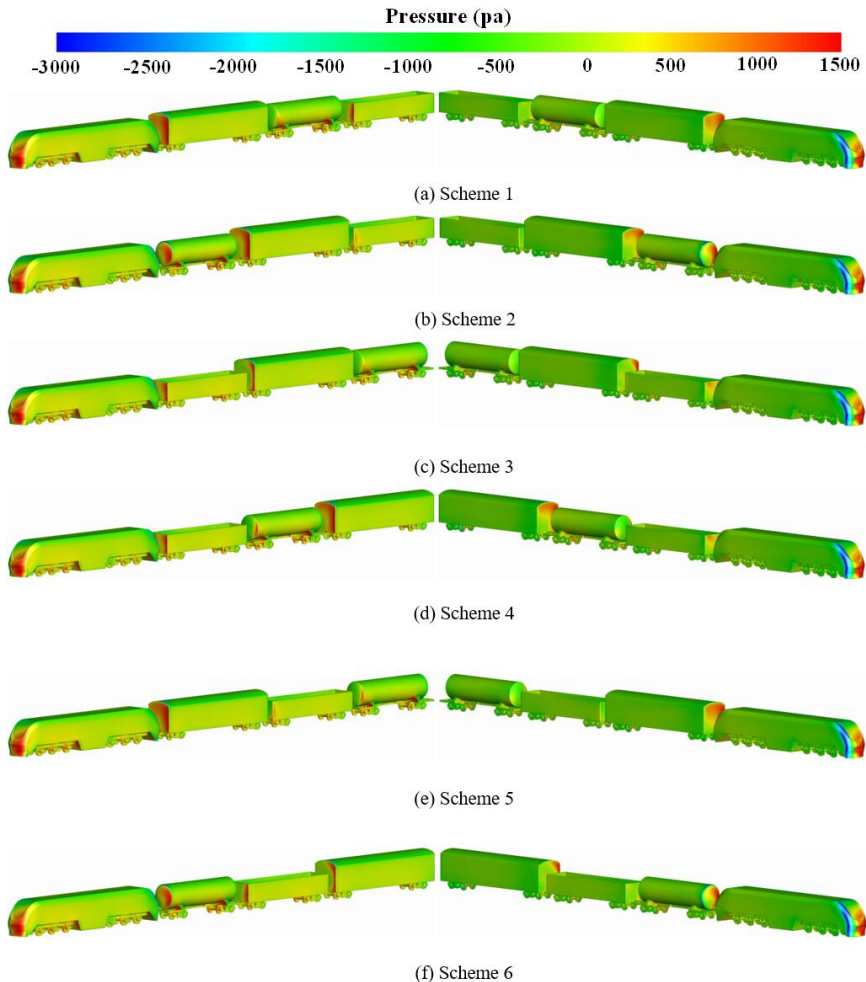 Pressure (pa)
-3000 -2500 -2000 -1500 -1000 -500 0 500 1000 1500
(a) Scheme 1
(b) Scheme 2
(c) Scheme 3
(d) Scheme 4
(e) Scheme 5
(f) Scheme 6